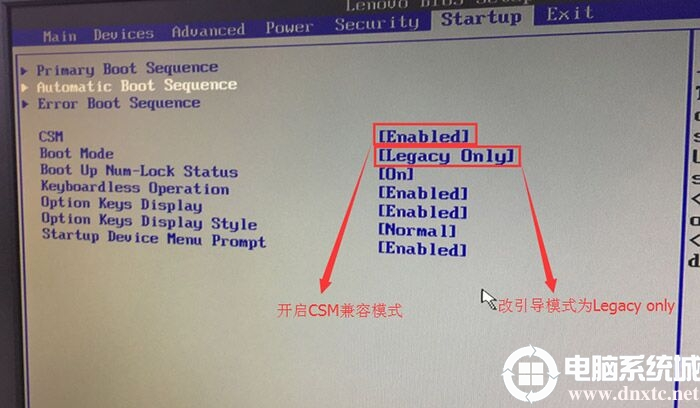 Lenovo BIOS Setup
Main Devices Advanced Power Security Startup Exit
Primary Boot Sequence
Automatic Boot Sequence
Error Boot Sequence
CSM [Enabled]
Boot Mode [Legacy Only]
Boot Up Num-Lock Status [On]
Keyboardless Operation [Enabled]
Option Keys Display [Enabled]
Option Keys Display Style [Normal]
Startup Device Menu Prompt [Enabled]
开启CSM兼容模式
改引导模式为Legacy only
电脑系统城
www.dnxtc.net